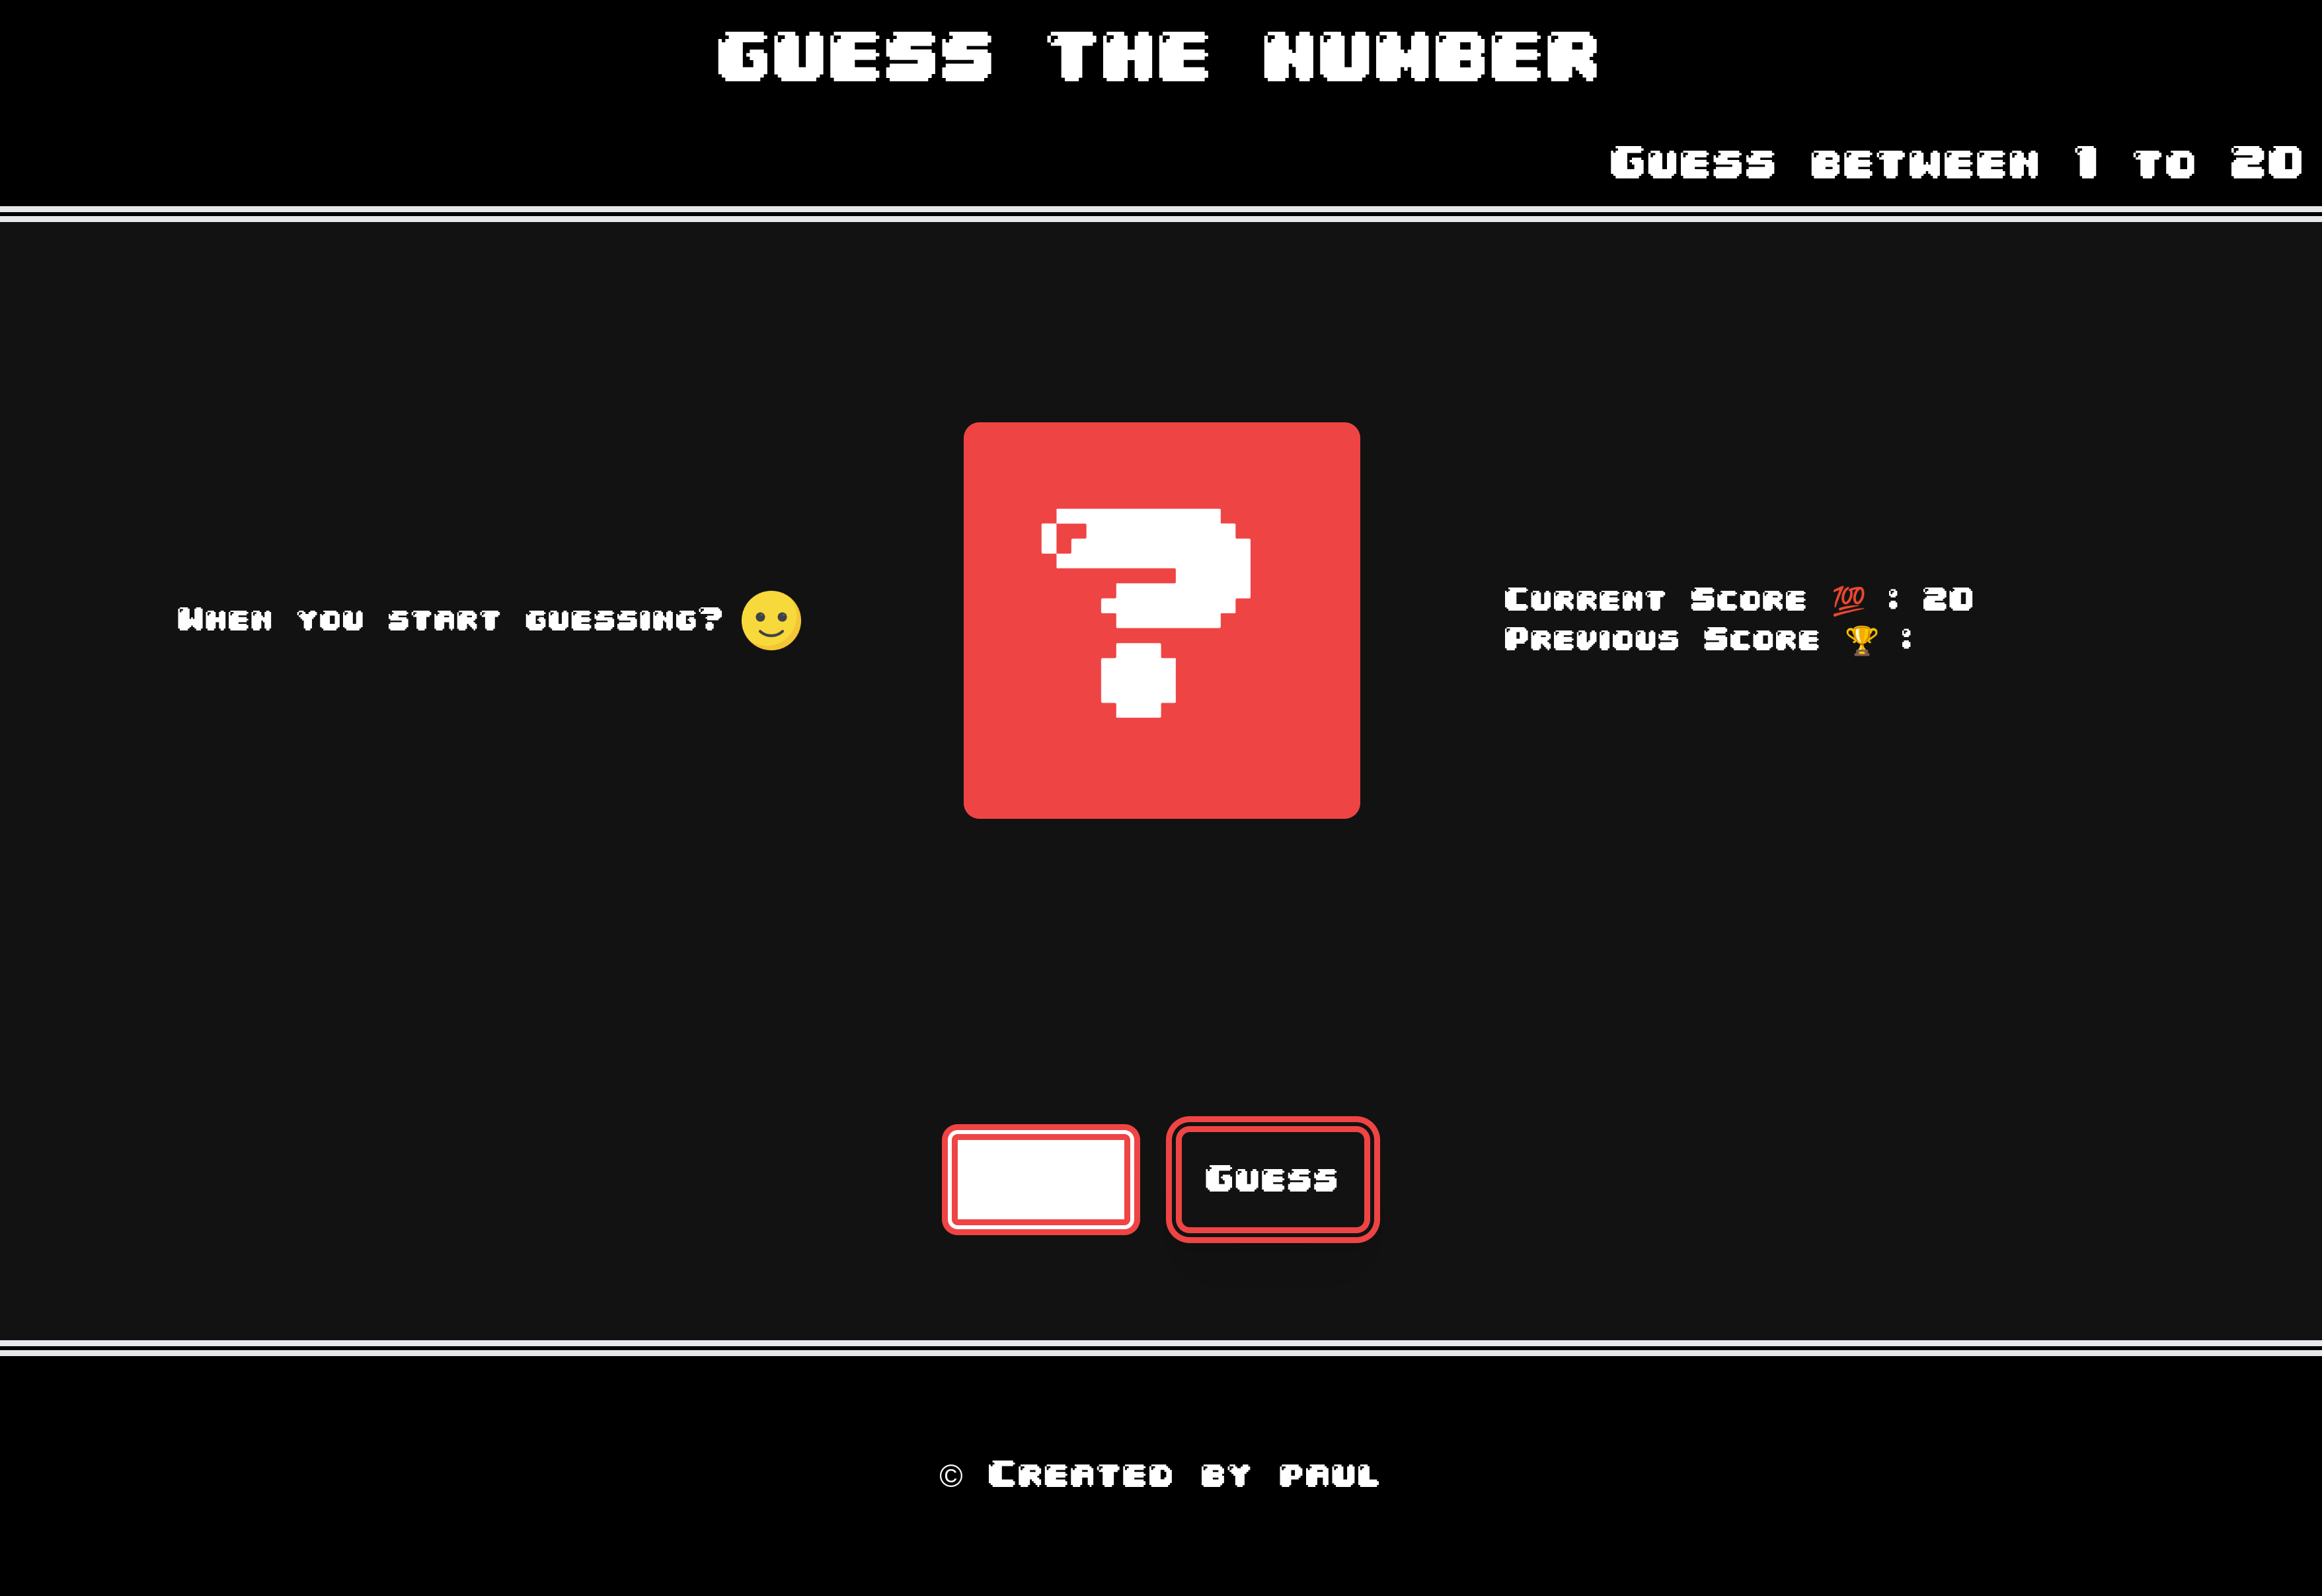 GUESS THE NUMBER
Guess between 1 to 20
When you start guessing? 🙂
?
Current Score 💯 : 20
Previous Score 🏆 :
Guess
© Created by paul